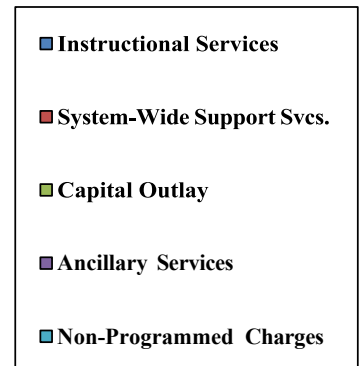 Instructional Services
System-Wide Support Svcs.
Capital Outlay
Ancillary Services
Non-Programmed Charges